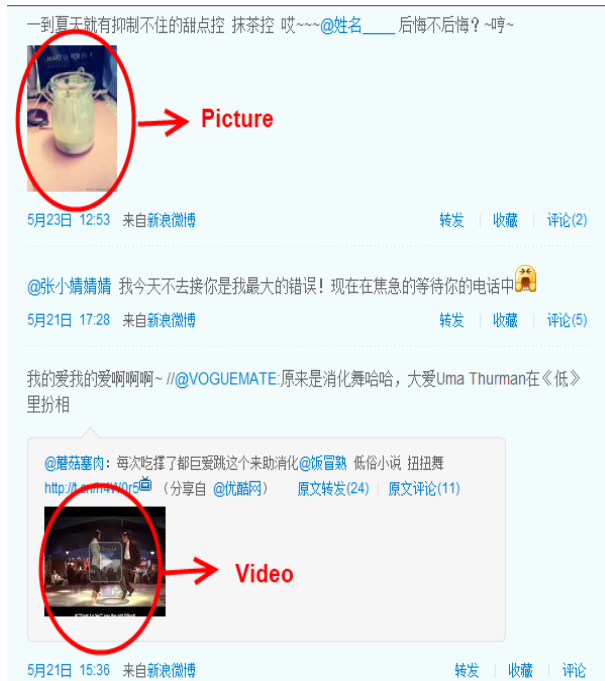 一到夏天就有抑制不住的甜点控 抹茶控 哎~~~@姓名____ 后悔不后悔？~哼~
Picture
5月23日 12:53 来自新浪微博 转发 | 收藏 | 评论(2)
@张小婧婧婧 我今天不去接你是我最大的错误！现在在焦急的等待你的电话中
5月21日 17:28 来自新浪微博 转发 | 收藏 | 评论(5)
我的爱我的爱啊啊啊~ //@VOGUEMATE:原来是消化舞哈哈，大爱Uma Thurman在《低》
里扮相
@蘑菇塞肉：每次吃撑了都巨爱跳这个来助消化@饭冒熟 低俗小说 扭扭舞
（分享自 @优酷网） 原文转发(24) | 原文评论(11)
Video
5月21日 15:36 来自新浪微博 转发 | 收藏 | 评论